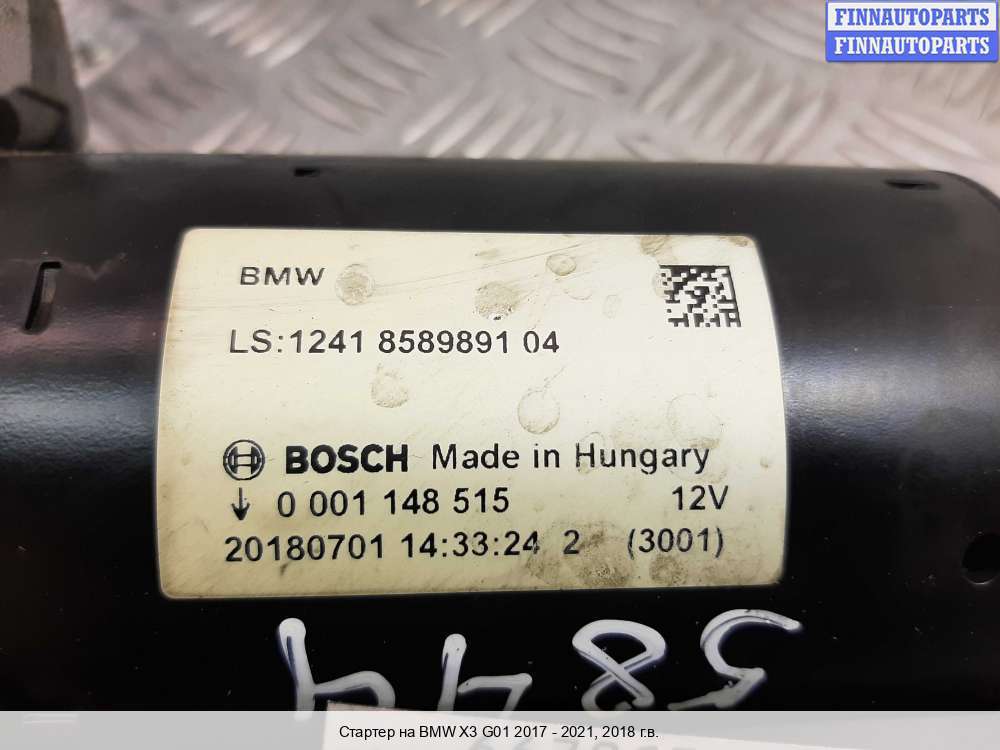 FINNAUTOPARTS
FINNAUTOPARTS
BMW
LS:1241 8589891 04
BOSCH Made in Hungary
0 001 148 515 12V
20180701 14:33:24 2 (3001)
5844
Стартер на BMW X3 G01 2017 - 2021, 2018 г.в.